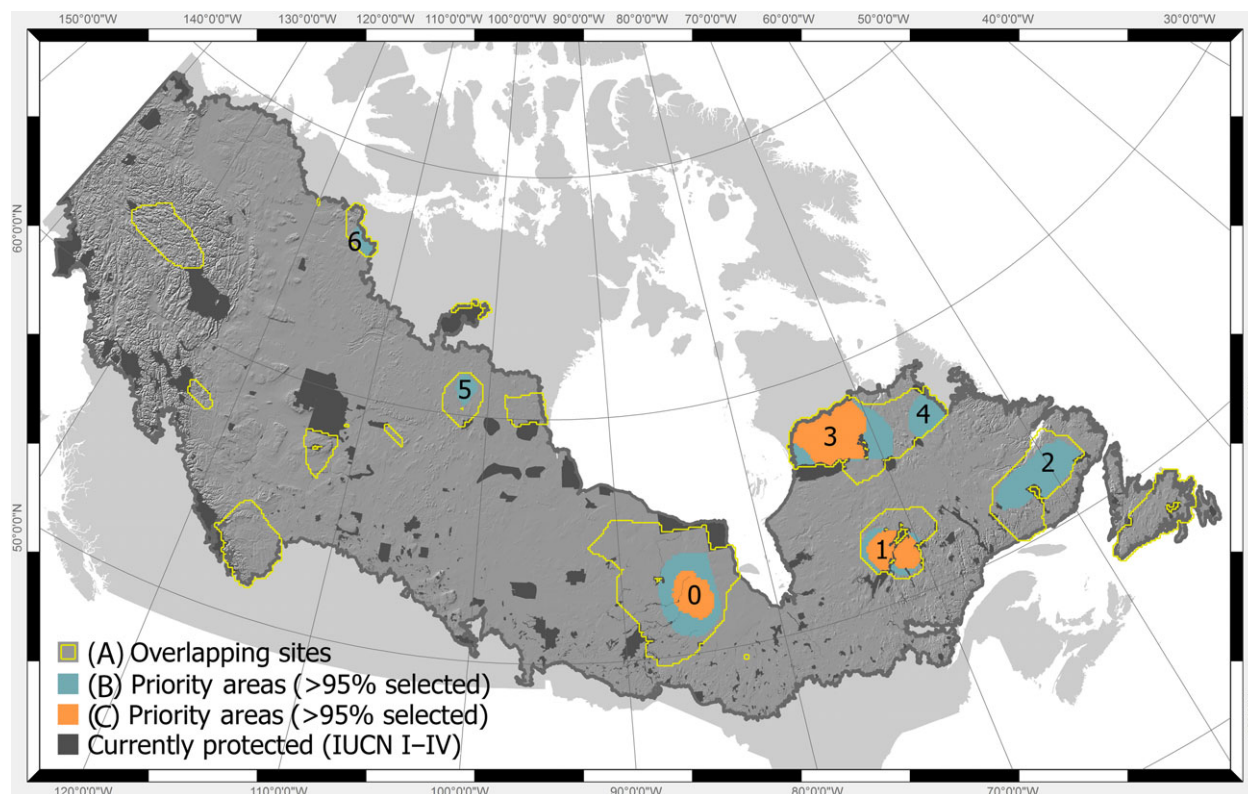 150°0'0"W 140°0'0"W 130°0'0"W 120°0'0"W 110°0'0"W 100°0'0"W 90°0'0"W 80°0'0"W 70°0'0"W 60°0'0"W 50°0'0"W 40°0'0"W 30°0'0"W
60°0'0"N
50°0'0"N
6
5
3
4
2
1
0
(A) Overlapping sites
(B) Priority areas (>95% selected)
(C) Priority areas (>95% selected)
Currently protected (IUCN I–IV)
120°0'0"W 110°0'0"W 100°0'0"W 90°0'0"W 80°0'0"W 70°0'0"W